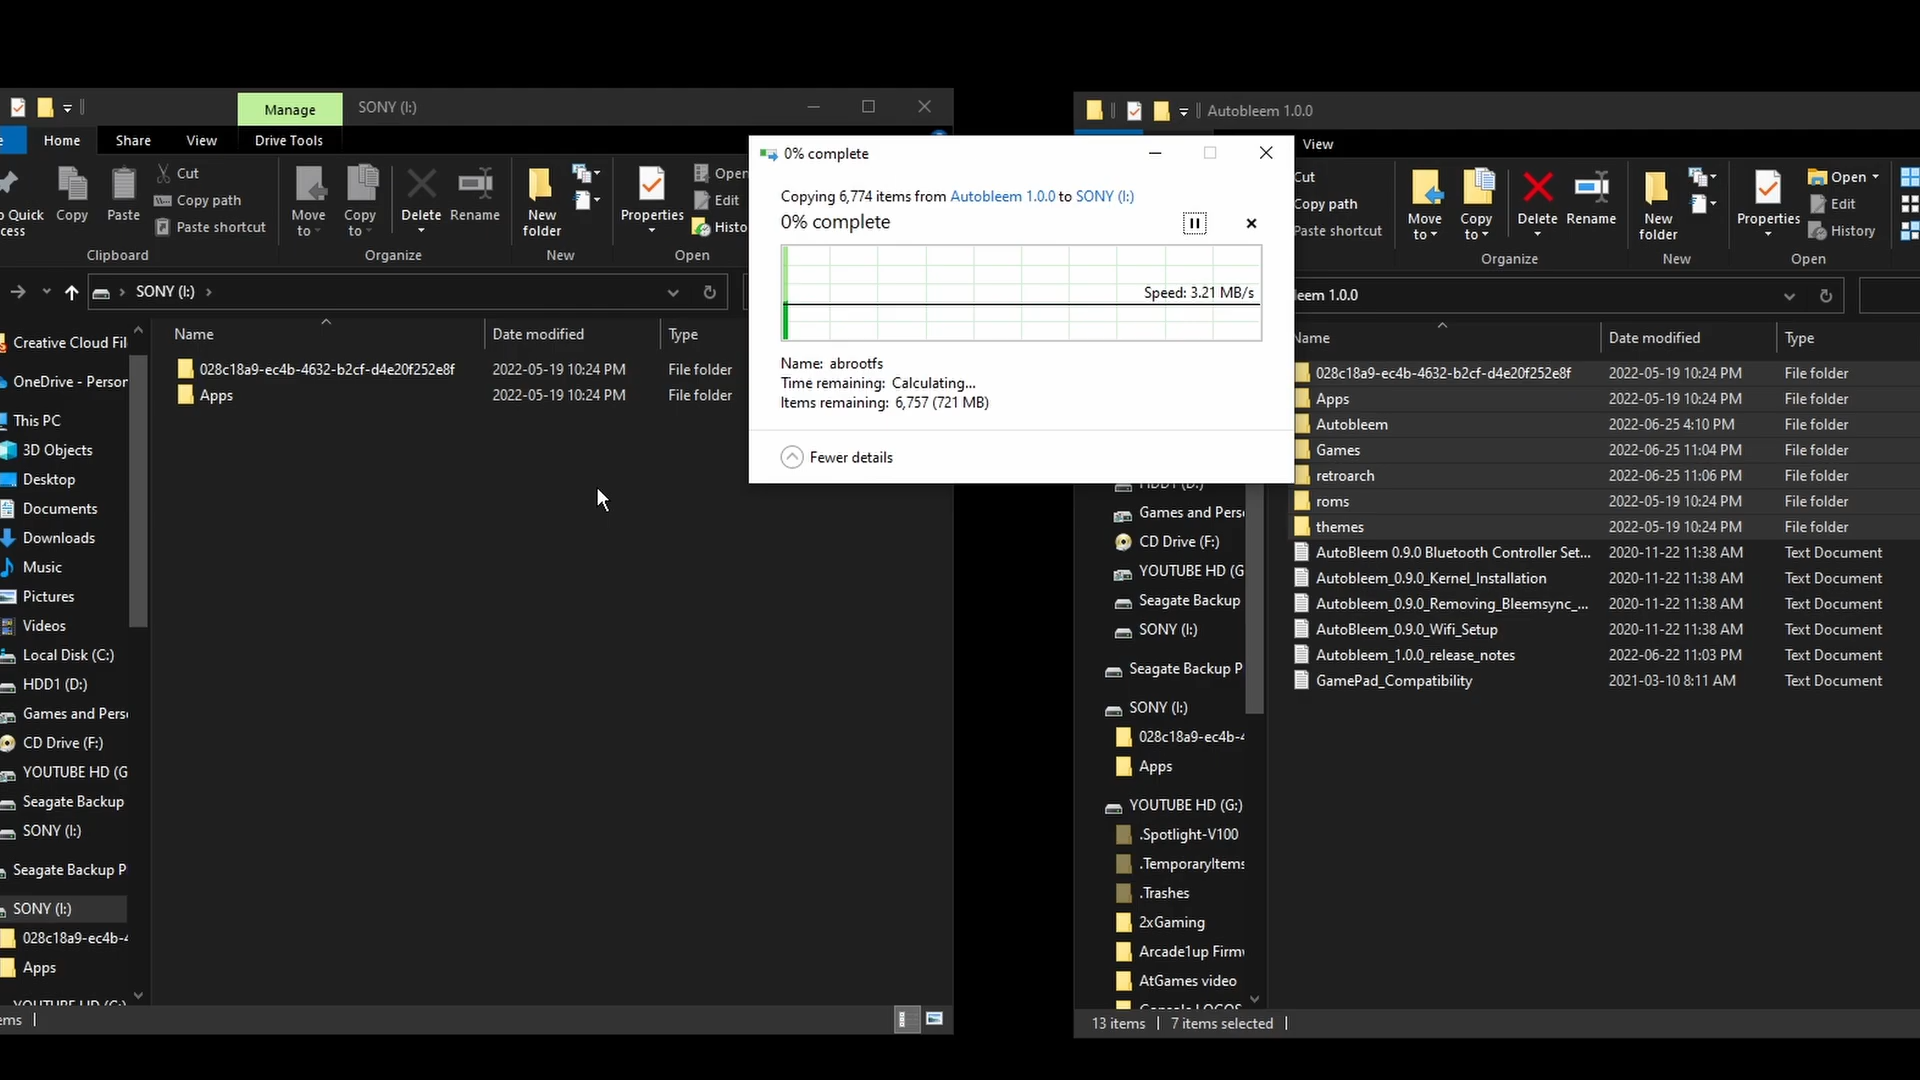 Manage SONY (I:)
Home Share View Drive Tools
Quick Copy Paste Cut Copy path Paste shortcut
Move to Copy to Delete Rename New folder Properties Open Edit
Clipboard Organize New Open
SONY (I:)
Name Date modified Type
028c18a9-ec4b-4632-b2cf-d4e20f252e8f 2022-05-19 10:24 PM File folder
Apps 2022-05-19 10:24 PM File folder
Creative Cloud Fil
OneDrive - Person
This PC
3D Objects
Desktop
Documents
Downloads
Music
Pictures
Videos
Local Disk (C:)
HDD1 (D:)
Games and Perso
CD Drive (F:)
YOUTUBE HD (G
Seagate Backup
SONY (I:)
Seagate Backup P
SONY (I:)
028c18a9-ec4b-4
Apps
YOUTUBE HD (G:)
0% complete
Copying 6,774 items from Autobleem 1.0.0 to SONY (I:)
0% complete
Speed: 3.21 MB/s
Name: abrootfs
Time remaining: Calculating...
Items remaining: 6,757 (721 MB)
Fewer details
Autobleem 1.0.0
View
Cut Copy path Paste shortcut
Move to Copy to Delete Rename New folder Properties Open Edit History
Organize New Open
leem 1.0.0
Name Date modified Type
028c18a9-ec4b-4632-b2cf-d4e20f252e8f 2022-05-19 10:24 PM File folder
Apps 2022-05-19 10:24 PM File folder
Autobleem 2022-06-25 4:10 PM File folder
Games 2022-06-25 11:04 PM File folder
retroarch 2022-06-25 11:06 PM File folder
roms 2022-05-19 10:24 PM File folder
themes 2022-05-19 10:24 PM File folder
AutoBleem 0.9.0 Bluetooth Controller Set... 2020-11-22 11:38 AM Text Document
Autobleem_0.9.0_Kernel_Installation 2020-11-22 11:38 AM Text Document
Autobleem_0.9.0_Removing_Bleemsync_... 2020-11-22 11:38 AM Text Document
AutoBleem_0.9.0_Wifi_Setup 2020-11-22 11:38 AM Text Document
Autobleem_1.0.0_release_notes 2022-06-22 11:03 PM Text Document
GamePad_Compatibility 2021-03-10 8:11 AM Text Document
HDD1 (D:)
Games and Perso
CD Drive (F:)
YOUTUBE HD (G
Seagate Backup
SONY (I:)
Seagate Backup P
SONY (I:)
028c18a9-ec4b-4
Apps
YOUTUBE HD (G:)
.Spotlight-V100
.TemporaryItems
.Trashes
2xGaming
Arcade1up Firmw
AtGames video
Console LOGOS
13 items 7 items selected